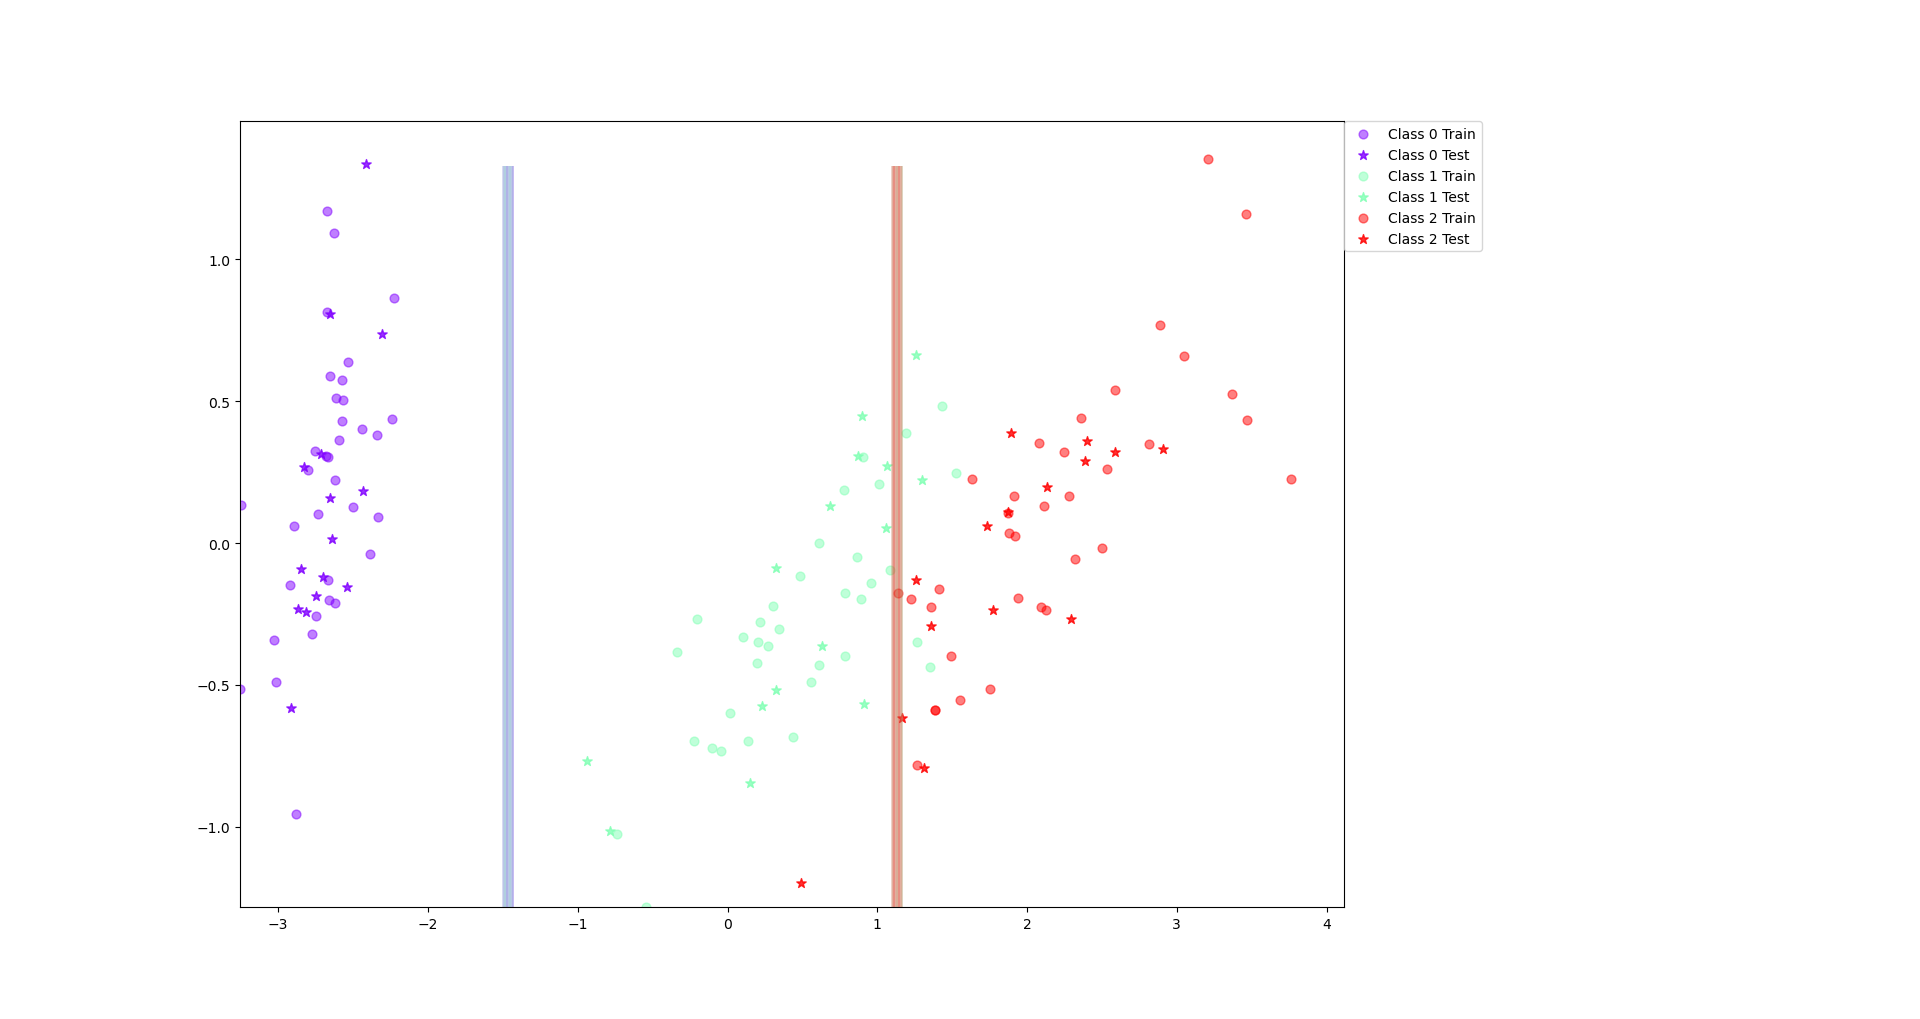 Class 0 Train
Class 0 Test
Class 1 Train
Class 1 Test
Class 2 Train
Class 2 Test
1.0
0.5
0.0
−0.5
−1.0
−3 −2 −1 0 1 2 3 4